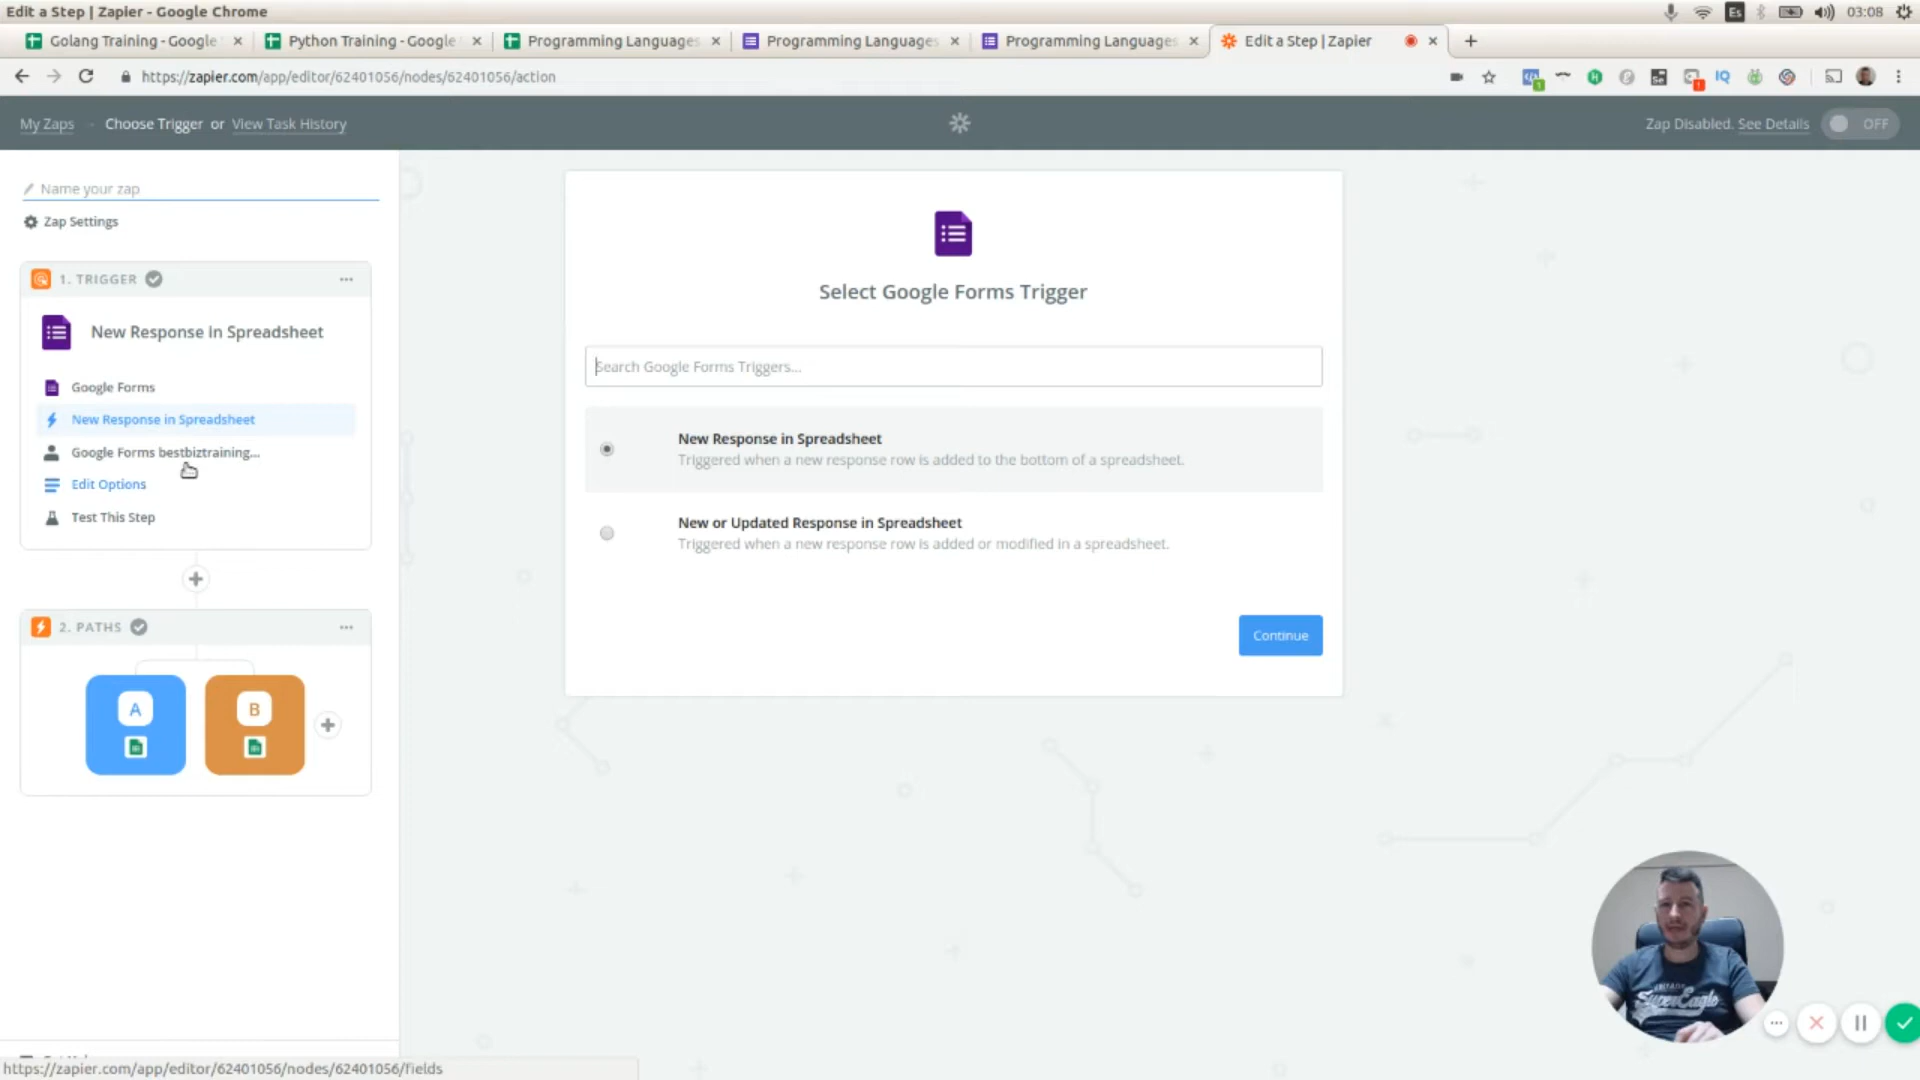 Edit a Step | Zapier - Google Chrome
Es
03:08
Golang Training - Google
Python Training - Google
Programming Languages
Programming Languages
Programming Languages
Edit a Step | Zapier
https://zapier.com/app/editor/62401056/nodes/62401056/action
IQ
My Zaps
Choose Trigger or View Task History
Zap Disabled. See Details
OFF
Name your zap
Zap Settings
1. TRIGGER
New Response in Spreadsheet
Google Forms
New Response in Spreadsheet
Google Forms bestbiztraining...
Edit Options
Test This Step
2. PATHS
A
B
Select Google Forms Trigger
Search Google Forms Triggers...
New Response in Spreadsheet
Triggered when a new response row is added to the bottom of a spreadsheet.
New or Updated Response in Spreadsheet
Triggered when a new response row is added or modified in a spreadsheet.
Continue
SuperEagle
https://zapier.com/app/editor/62401056/nodes/62401056/fields